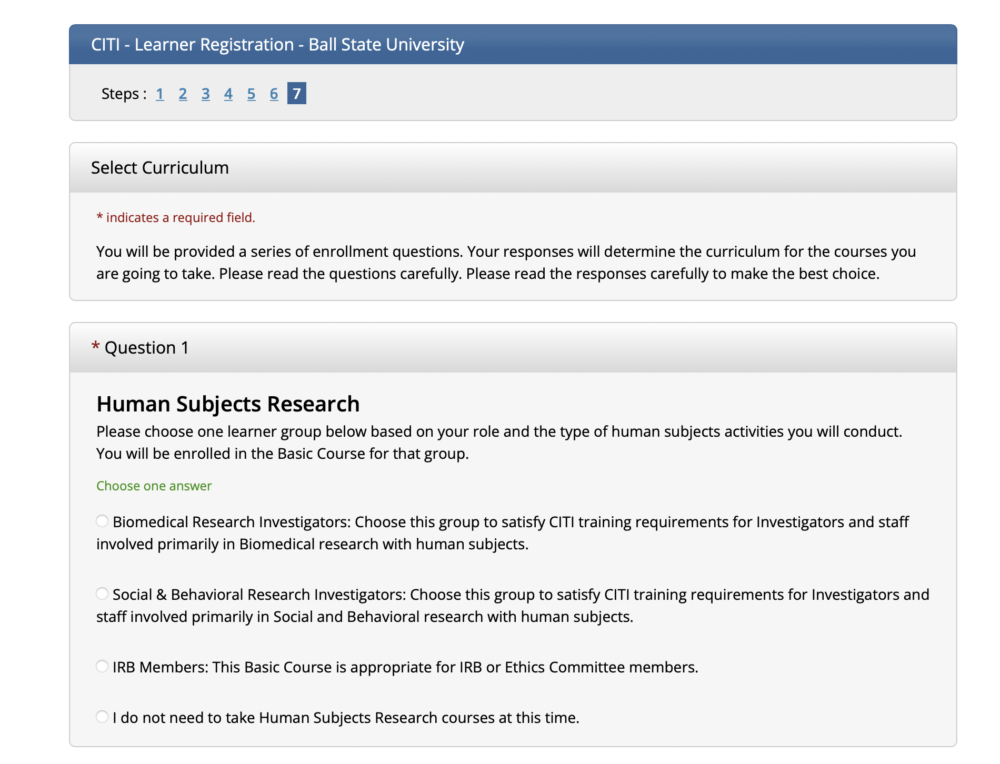 CITI - Learner Registration - Ball State University
Steps : 1 2 3 4 5 6 7
Select Curriculum
* indicates a required field.
You will be provided a series of enrollment questions. Your responses will determine the curriculum for the courses you
are going to take. Please read the questions carefully. Please read the responses carefully to make the best choice.
* Question 1
Human Subjects Research
Please choose one learner group below based on your role and the type of human subjects activities you will conduct.
You will be enrolled in the Basic Course for that group.
Choose one answer
Biomedical Research Investigators: Choose this group to satisfy CITI training requirements for Investigators and staff
involved primarily in Biomedical research with human subjects.
Social & Behavioral Research Investigators: Choose this group to satisfy CITI training requirements for Investigators and
staff involved primarily in Social and Behavioral research with human subjects.
IRB Members: This Basic Course is appropriate for IRB or Ethics Committee members.
I do not need to take Human Subjects Research courses at this time.